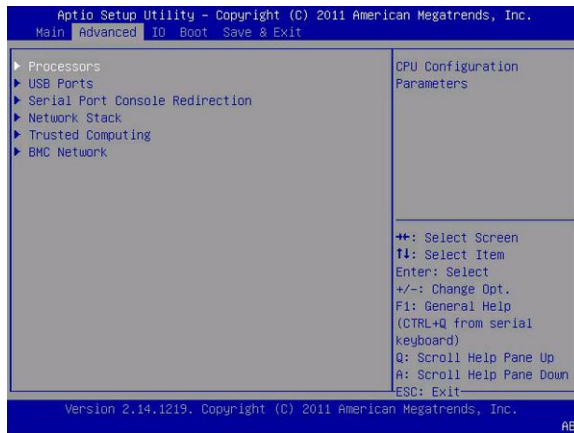 Aptio Setup Utility – Copyright (C) 2011 American Megatrends, Inc.
Main Advanced IO Boot Save & Exit
Processors
USB Ports
Serial Port Console Redirection
Network Stack
Trusted Computing
BMC Network
CPU Configuration
Parameters
→←: Select Screen
↑↓: Select Item
Enter: Select
+/-: Change Opt.
F1: General Help
(CTRL+Q from serial
keyboard)
Q: Scroll Help Pane Up
A: Scroll Help Pane Down
ESC: Exit
Version 2.14.1219. Copyright (C) 2011 American Megatrends, Inc.
AB